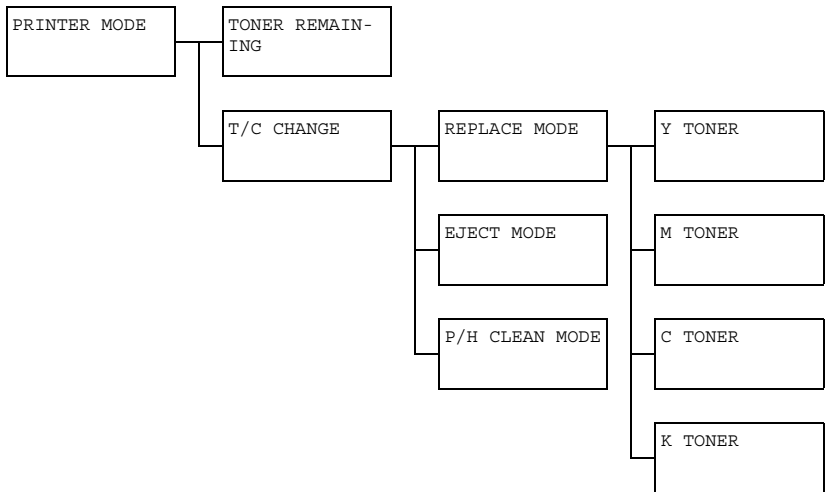 PRINTER MODE
TONER REMAIN-
ING
T/C CHANGE
REPLACE MODE
Y TONER
EJECT MODE
M TONER
P/H CLEAN MODE
C TONER
K TONER